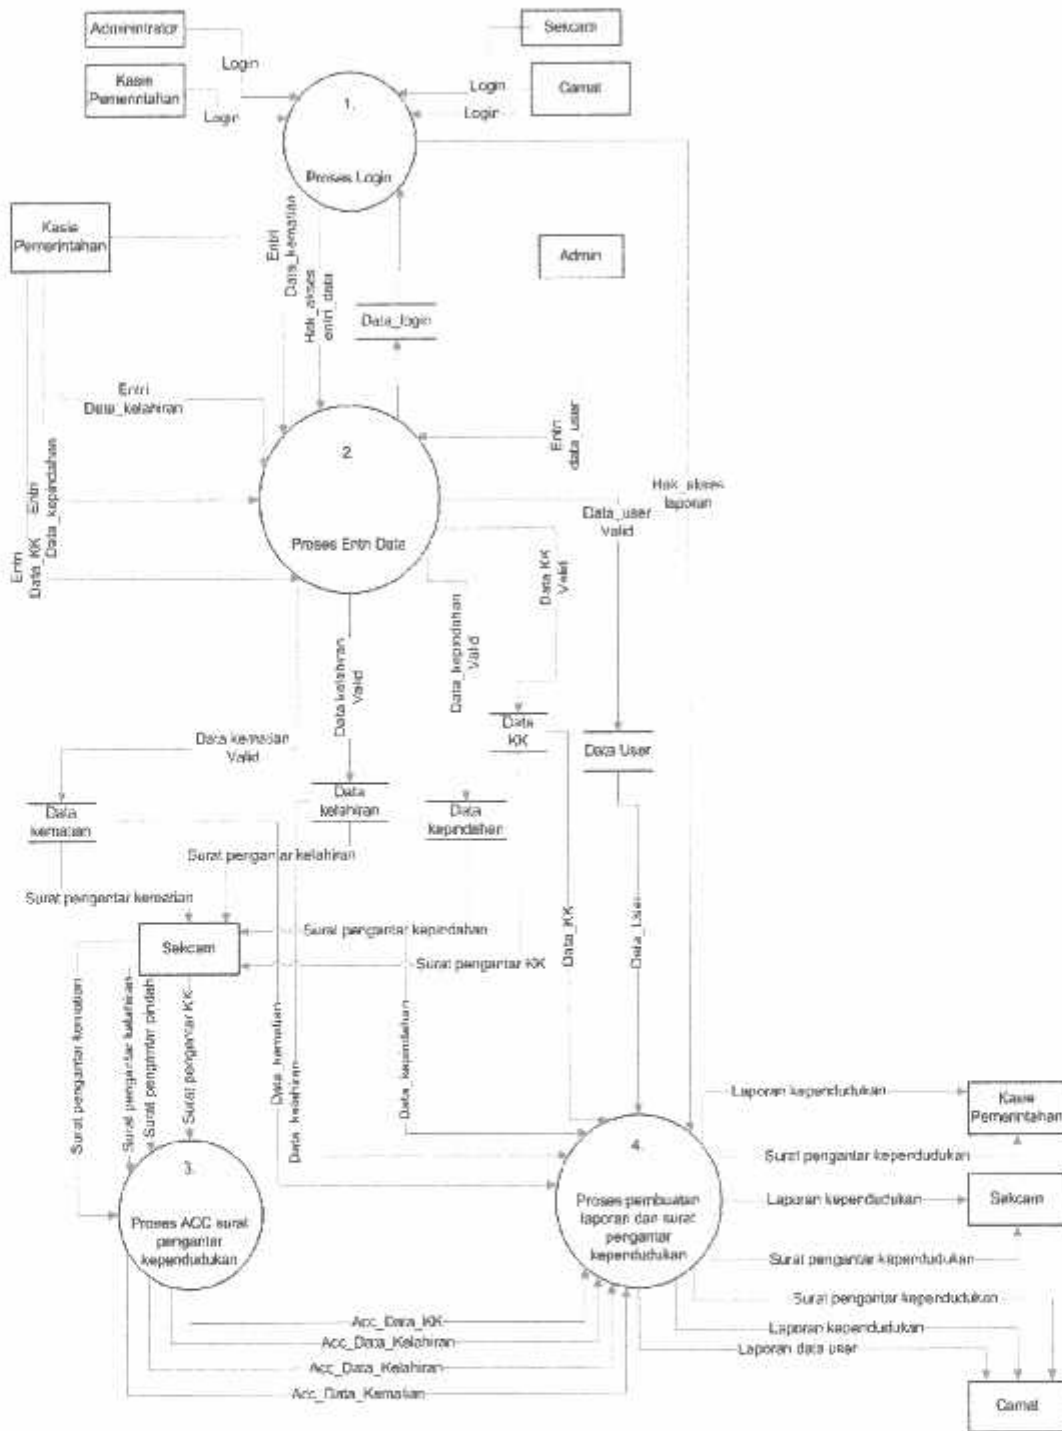 Administrator
Sekcam
Login
Kasie
Pemerintahan
Login
Login
Camat
Login
1.
Proses Login
Kasie
Pemerintahan
Entri
Data_kematian
Hak_akses
entri_data
Admin
Data_login
Entri
Data_kelahiran
2.
Proses Entri Data
Entri
data_user
Hak_akses
laporan
Data_user
Valid
Entri
Data_KK
Entri
Data_kepindahan
Data KK
Valid
Data_kepindahan
Valid
Data kelahiran
Valid
Data kematian
Valid
Data
KK
Data User
Data
kematian
Data
kelahiran
Data
kepindahan
Surat pengantar kelahiran
Surat pengantar kematian
Sekcam
Surat pengantar kepindahan
Surat pengantar KK
Data_KK
Data_User
Surat pengantar kematian
Surat pengantar kelahiran
Surat pengantar pindah
Surat pengantar KK
Data_kematian
Data_kelahiran
Data_kepindahan
3.
Proses ACC surat
pengantar
kependudukan
4.
Proses pembuatan
laporan dan surat
pengantar
kependudukan
Laporan kependudukan
Kasie
Pemerintahan
Surat pengantar kependudukan
Laporan kependudukan
Sekcam
Surat pengantar kependudukan
Surat pengantar kependudukan
Laporan kependudukan
Laporan data user
Camat
Acc_Data_KK
Acc_Data_Kelahiran
Acc_Data_Kelahiran
Acc_Data_Kematian